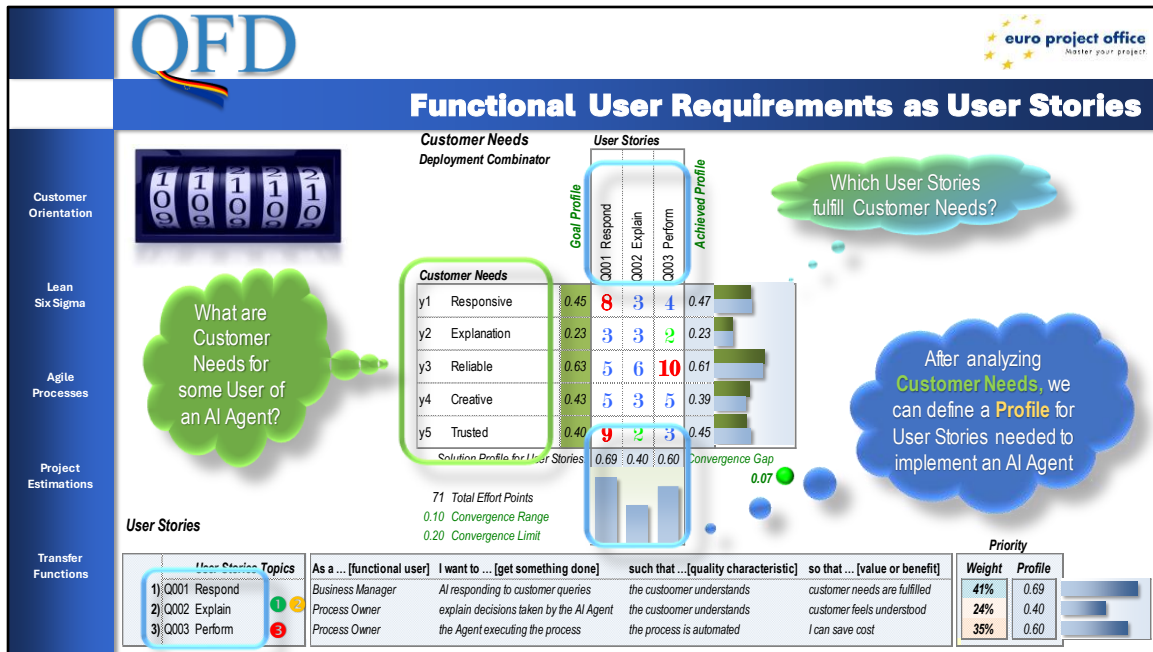 QFD
euro project office
Master your project.
Functional User Requirements as User Stories
Customer
Orientation
Lean
Six Sigma
Agile
Processes
Project
Estimations
Transfer
Functions
What are
Customer
Needs for
some User of
an AI Agent?
Customer Needs
Deployment Combinator
User Stories
Goal Profile
Q001 Respond
Q002 Explain
Q003 Perform
Achieved Profile
Customer Needs
y1 Responsive 0.45 8 3 4 0.47
y2 Explanation 0.23 3 3 2 0.23
y3 Reliable 0.63 5 6 10 0.61
y4 Creative 0.43 5 3 5 0.39
y5 Trusted 0.40 9 2 3 0.45
Solution Profile for User Stories: 0.69 0.40 0.60 Convergence Gap
0.07
71 Total Effort Points
0.10 Convergence Range
0.20 Convergence Limit
Which User Stories
fulfill Customer Needs?
After analyzing
Customer Needs, we
can define a Profile for
User Stories needed to
implement an AI Agent
User Stories
Priority
User Stories Topics As a ... [functional user] I want to ... [get something done] such that ...[quality characteristic] so that ... [value or benefit] Weight Profile
1) Q001 Respond Business Manager AI responding to customer queries the custoomer understands customer needs are fulfilled 41% 0.69
2) Q002 Explain 1 2 Process Owner explain decisions taken by the AI Agent the custoomer understands customer feels understood 24% 0.40
3) Q003 Perform 3 Process Owner the Agent executing the process the process is automated I can save cost 35% 0.60